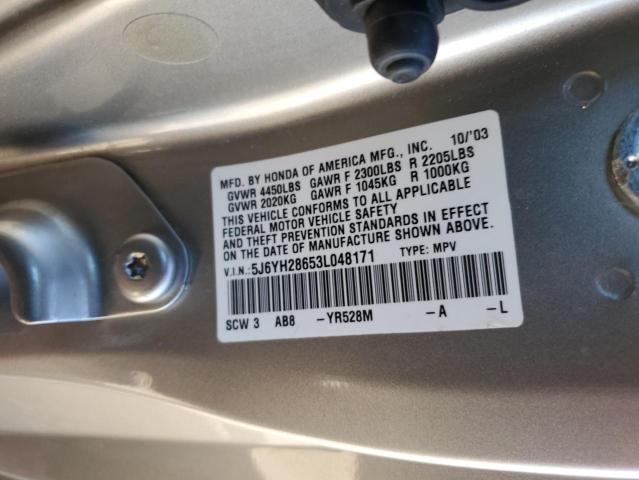 MFD. BY HONDA OF AMERICA MFG., INC. 10/'03
GVWR 4450LBS GAWR F 2300LBS R 2205LBS
GVWR 2020KG GAWR F 1045KG R 1000KG
THIS VEHICLE CONFORMS TO ALL APPLICABLE
FEDERAL MOTOR VEHICLE SAFETY
AND THEFT PREVENTION STANDARDS IN EFFECT
ON THE DATE OF MANUFACTURE SHOWN ABOVE.
V.I.N.: 5J6YH28653L048171 TYPE: MPV
SCW 3 AB8 -YR528M -A -L